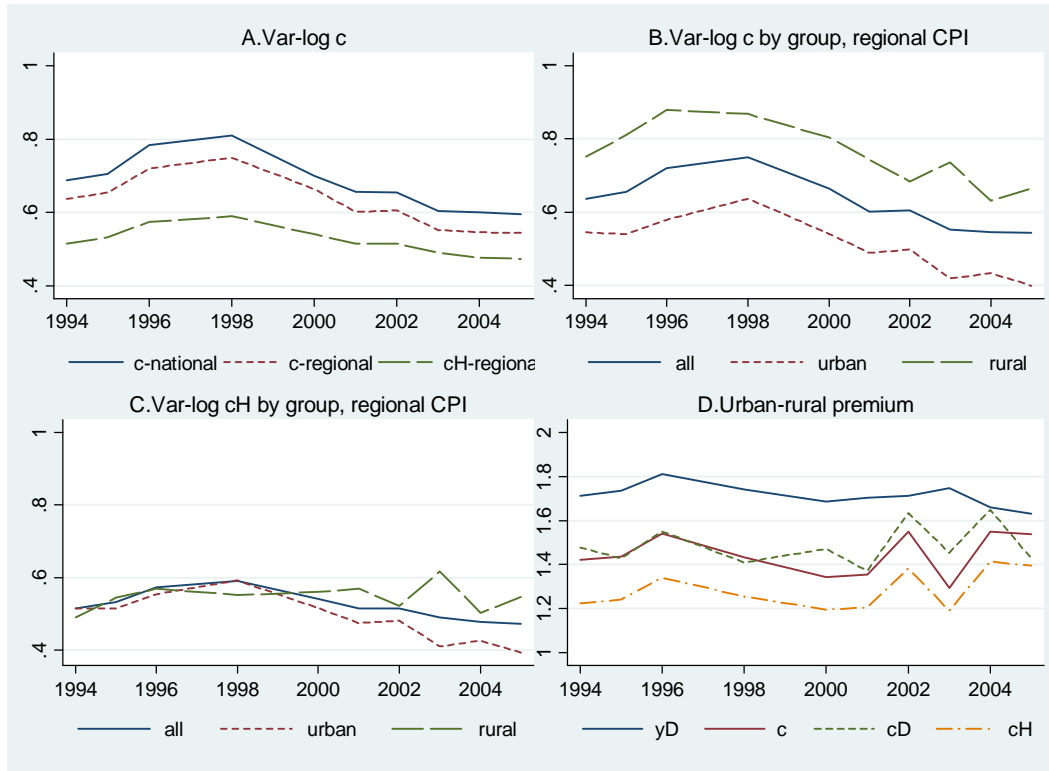 A.Var-log c
1
.8
.6
.4
1994 1996 1998 2000 2002 2004
c-national c-regional cH-regiona
B.Var-log c by group, regional CPI
1
.8
.6
.4
1994 1996 1998 2000 2002 2004
all urban rural
C.Var-log cH by group, regional CPI
1
.8
.6
.4
1994 1996 1998 2000 2002 2004
all urban rural
D.Urban-rural premium
2
1.8
1.6
1.4
1.2
1
1994 1996 1998 2000 2002 2004
yD c cD cH